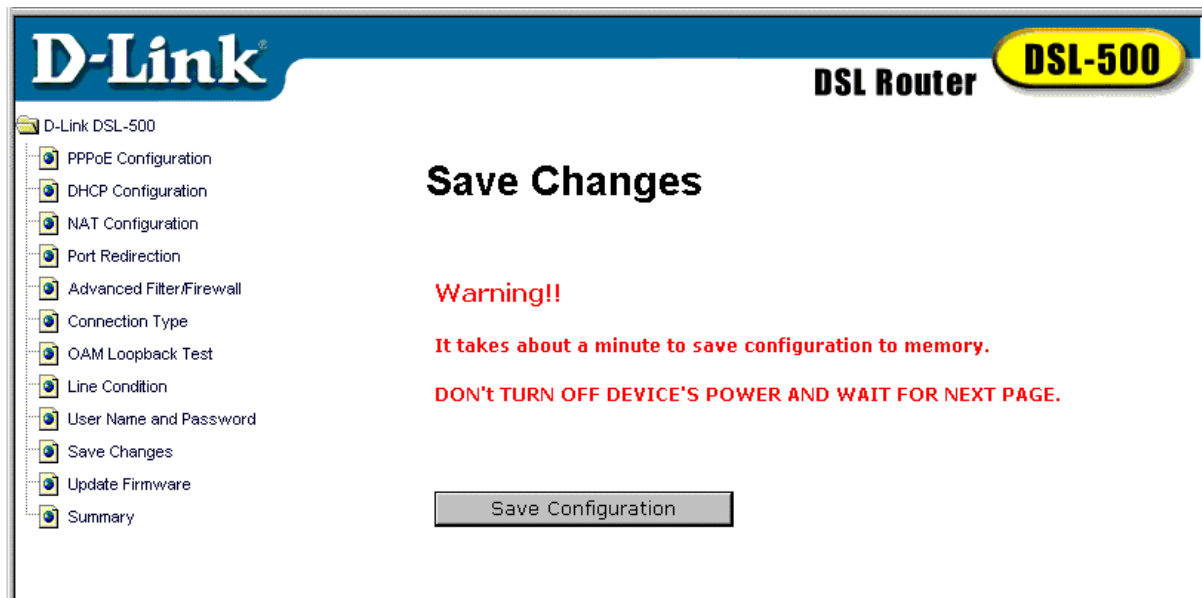 D-Link®
DSL Router
DSL-500
D-Link DSL-500
PPPoE Configuration
DHCP Configuration
NAT Configuration
Port Redirection
Advanced Filter/Firewall
Connection Type
OAM Loopback Test
Line Condition
User Name and Password
Save Changes
Update Firmware
Summary
Save Changes
Warning!!
It takes about a minute to save configuration to memory.
DON't TURN OFF DEVICE'S POWER AND WAIT FOR NEXT PAGE.
Save Configuration